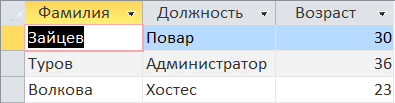 Фамилия Должность Возраст
Зайцев Повар 30
Туров Администратор 36
Волкова Хостес 23